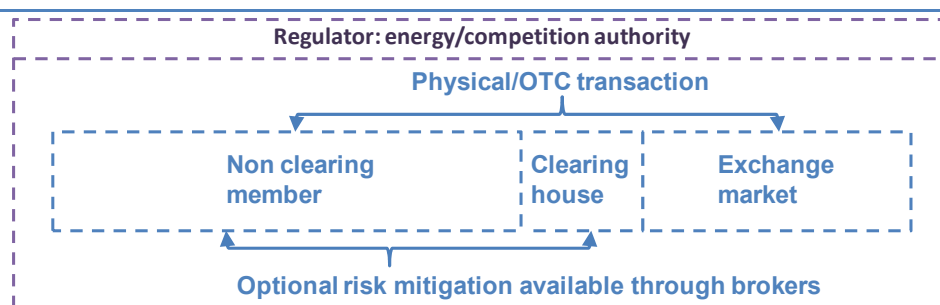 Regulator: energy/competition authority
Physical/OTC transaction
Non clearing member
Clearing house
Exchange market
Optional risk mitigation available through brokers